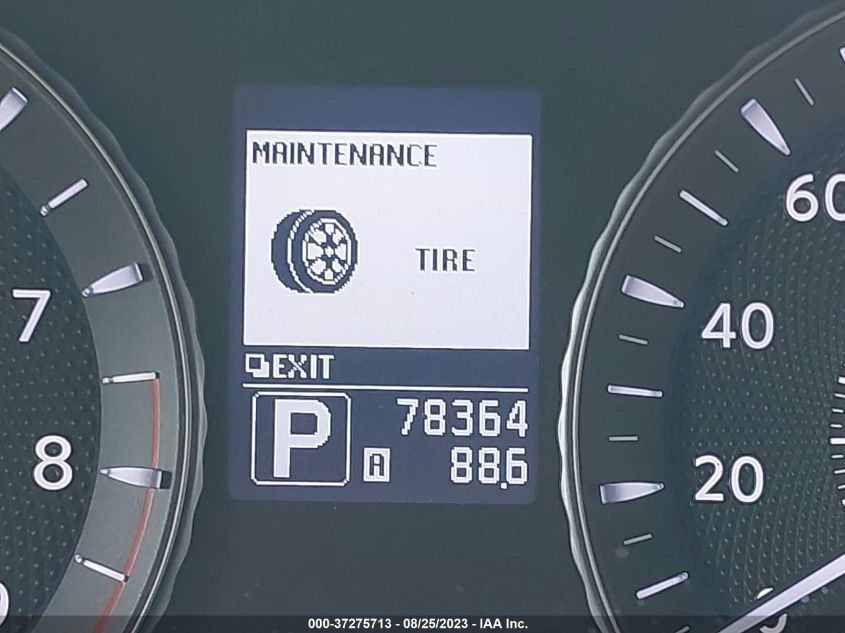 MAINTENANCE
TIRE
EXIT
P
78364
A
88.6
7
8
60
40
20
000-37275713 - 08/25/2023 - IAA Inc.